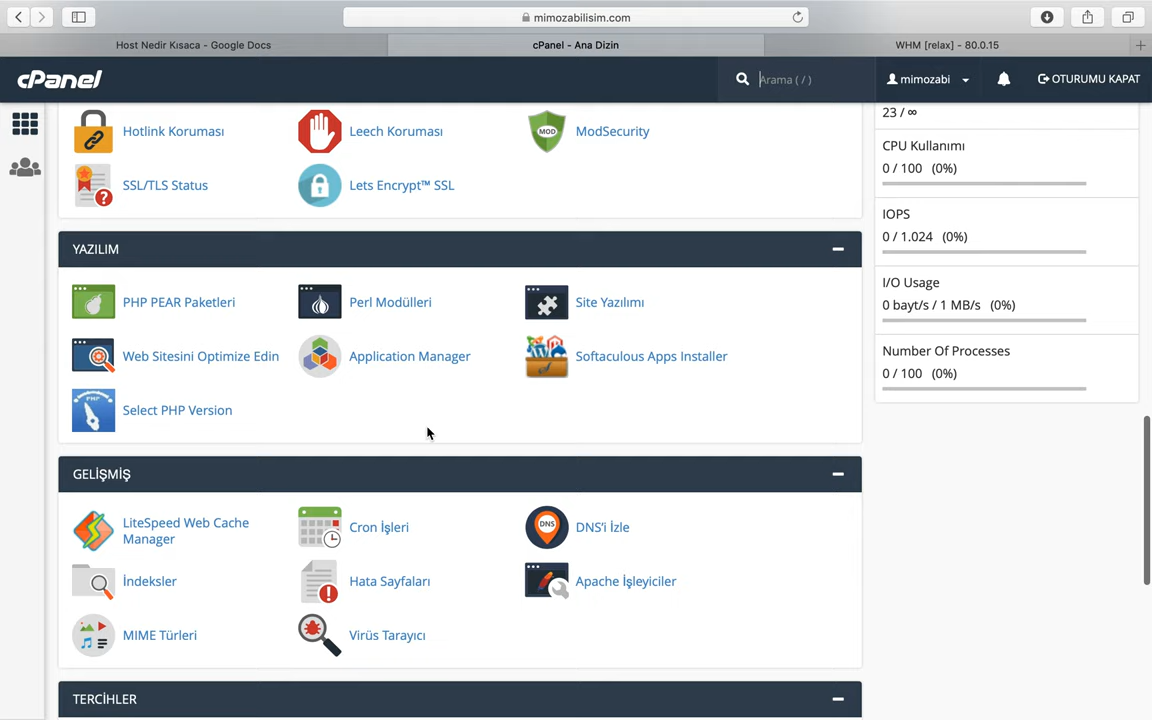 mimozabilisim.com
Host Nedir Kısaca - Google Docs
cPanel - Ana Dizin
WHM [relax] - 80.0.15
cPanel
Arama ( / )
mimozabi
OTURUMU KAPAT
Hotlink Koruması
Leech Koruması
MOD
ModSecurity
SSL/TLS Status
Lets Encrypt™ SSL
23 / ∞
CPU Kullanımı
0 / 100 (0%)
IOPS
0 / 1.024 (0%)
I/O Usage
0 bayt/s / 1 MB/s (0%)
Number Of Processes
0 / 100 (0%)
YAZILIM
PHP PEAR Paketleri
Perl Modülleri
Site Yazılımı
Web Sitesini Optimize Edin
Application Manager
Softaculous Apps Installer
PHP
Select PHP Version
GELİŞMİŞ
LiteSpeed Web Cache
Manager
Cron İşleri
DNS
DNS'i İzle
İndeksler
Hata Sayfaları
Apache İşleyiciler
MIME Türleri
Virüs Tarayıcı
TERCİHLER